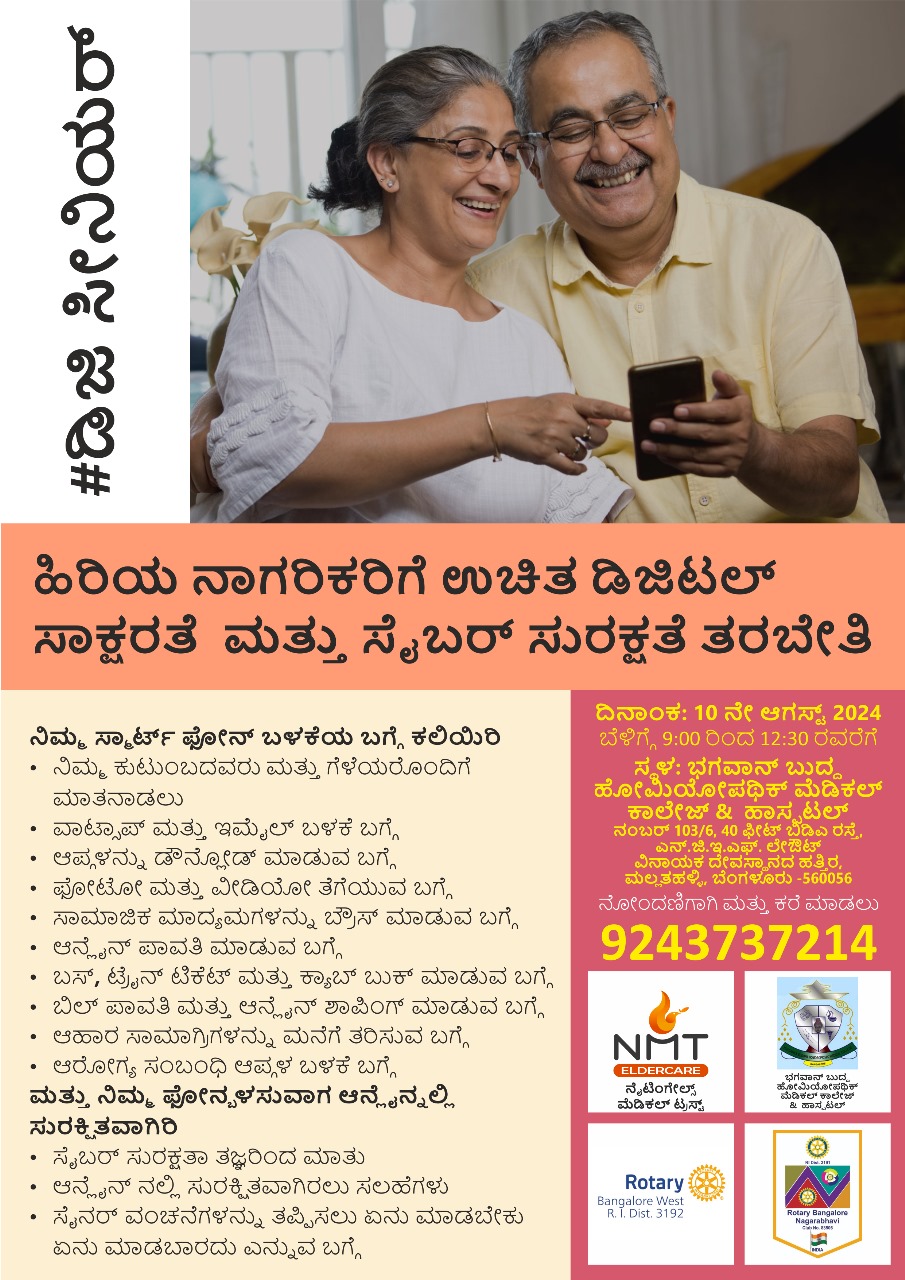 #ಡಿಜಿ ಸೀನಿಯರ್
ಹಿರಿಯ ನಾಗರಿಕರಿಗೆ ಉಚಿತ ಡಿಜಿಟಲ್
ಸಾಕ್ಷರತೆ ಮತ್ತು ಸೈಬರ್ ಸುರಕ್ಷತೆ ತರಬೇತಿ
ನಿಮ್ಮ ಸ್ಮಾರ್ಟ್ ಫೋನ್ ಬಳಕೆಯ ಬಗ್ಗೆ ಕಲಿಯಿರಿ
• ನಿಮ್ಮ ಕುಟುಂಬದವರು ಮತ್ತು ಗೆಳೆಯರೊಂದಿಗೆ
ಮಾತನಾಡಲು
• ವಾಟ್ಸಾಪ್ ಮತ್ತು ಇಮೈಲ್ ಬಳಕೆ ಬಗ್ಗೆ
• ಆಪ್ಗಳನ್ನು ಡೌನ್ಲೋಡ್ ಮಾಡುವ ಬಗ್ಗೆ
• ಫೋಟೋ ಮತ್ತು ವೀಡಿಯೋ ತೆಗೆಯುವ ಬಗ್ಗೆ
• ಸಾಮಾಜಿಕ ಮಾದ್ಯಮಗಳನ್ನು ಬ್ರೌಸ್ ಮಾಡುವ ಬಗ್ಗೆ
• ಆನ್ಲೈನ್ ಪಾವತಿ ಮಾಡುವ ಬಗ್ಗೆ
• ಬಸ್, ಟ್ರೈನ್ ಟಿಕೆಟ್ ಮತ್ತು ಕ್ಯಾಬ್ ಬುಕ್ ಮಾಡುವ ಬಗ್ಗೆ
• ಬಿಲ್ ಪಾವತಿ ಮತ್ತು ಆನ್ಲೈನ್ ಶಾಪಿಂಗ್ ಮಾಡುವ ಬಗ್ಗೆ
• ಆಹಾರ ಸಾಮಾಗ್ರಿಗಳನ್ನು ಮನೆಗೆ ತರಿಸುವ ಬಗ್ಗೆ
• ಆರೋಗ್ಯ ಸಂಬಂಧಿ ಆಪ್ಗಳ ಬಳಕೆ ಬಗ್ಗೆ
ಮತ್ತು ನಿಮ್ಮ ಫೋನ್ಬಳಸುವಾಗ ಆನ್ಲೈನ್ನಲ್ಲಿ
ಸುರಕ್ಷಿತವಾಗಿರಿ
• ಸೈಬರ್ ಸುರಕ್ಷತಾ ತಜ್ಞರಿಂದ ಮಾತು
• ಆನ್ಲೈನ್ ನಲ್ಲಿ ಸುರಕ್ಷಿತವಾಗಿರಲು ಸಲಹೆಗಳು
• ಸೈನರ್ ವಂಚನೆಗಳನ್ನು ತಪ್ಪಿಸಲು ಏನು ಮಾಡಬೇಕು
ಏನು ಮಾಡಬಾರದು ಎನ್ನುವ ಬಗ್ಗೆ
ದಿನಾಂಕ: 10 ನೇ ಆಗಸ್ಟ್ 2024
ಬೆಳಿಗ್ಗೆ 9:00 ರಿಂದ 12:30 ರವರೆಗೆ
ಸ್ಥಳ: ಭಗವಾನ್ ಬುದ್ಧ
ಹೋಮಿಯೋಪಥಿಕ್ ಮೆಡಿಕಲ್
ಕಾಲೇಜ್ & ಹಾಸ್ಪಟಲ್
ನಂಬರ್ 103/6, 40 ಫೀಟ್ ಬಿಡಿಎ ರಸ್ತೆ,
ಎನ್.ಜಿ.ಇ.ಎಫ್. ಲೇಔಟ್
ವಿನಾಯಕ ದೇವಸ್ಥಾನದ ಹತ್ತಿರ,
ಮಲ್ಲತಹಳ್ಳಿ, ಬೆಂಗಳೂರು -560056
ನೋಂದಣಿಗಾಗಿ ಮತ್ತು ಕರೆ ಮಾಡಲು
9243737214
NMT
ELDERCARE
ನೈಟಿಂಗೇಲ್ಸ್
ಮೆಡಿಕಲ್ ಟ್ರಸ್ಟ್
ಭಗವಾನ್ ಬುದ್ಧ
ಹೋಮಿಯೋಪಥಿಕ್
ಮೆಡಿಕಲ್ ಕಾಲೇಜ್
& ಹಾಸ್ಪಟಲ್
Rotary
Bangalore West
R. I. Dist. 3192
RI Dist. 3191
Rotary Bangalore
Nagarabhavi
INDIA